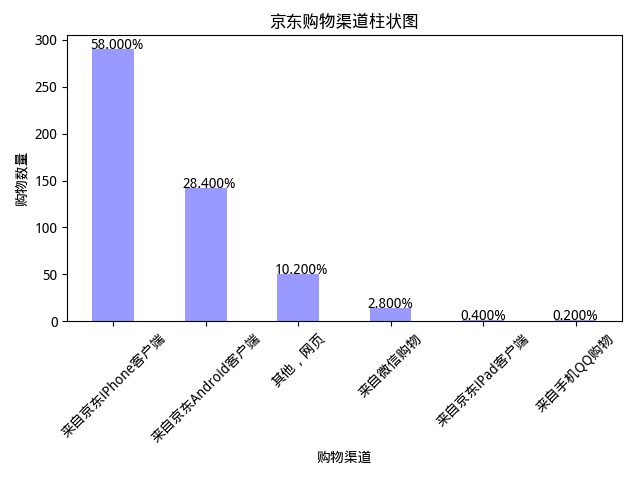 京东购物渠道柱状图
购物数量
300
250
200
150
100
50
0
58.000%
28.400%
10.200%
2.800%
0.400%
0.200%
来自京东IPhone客户端
来自京东Android客户端
其他，网页
来自微信购物
来自京东IPad客户端
来自手机QQ购物
购物渠道